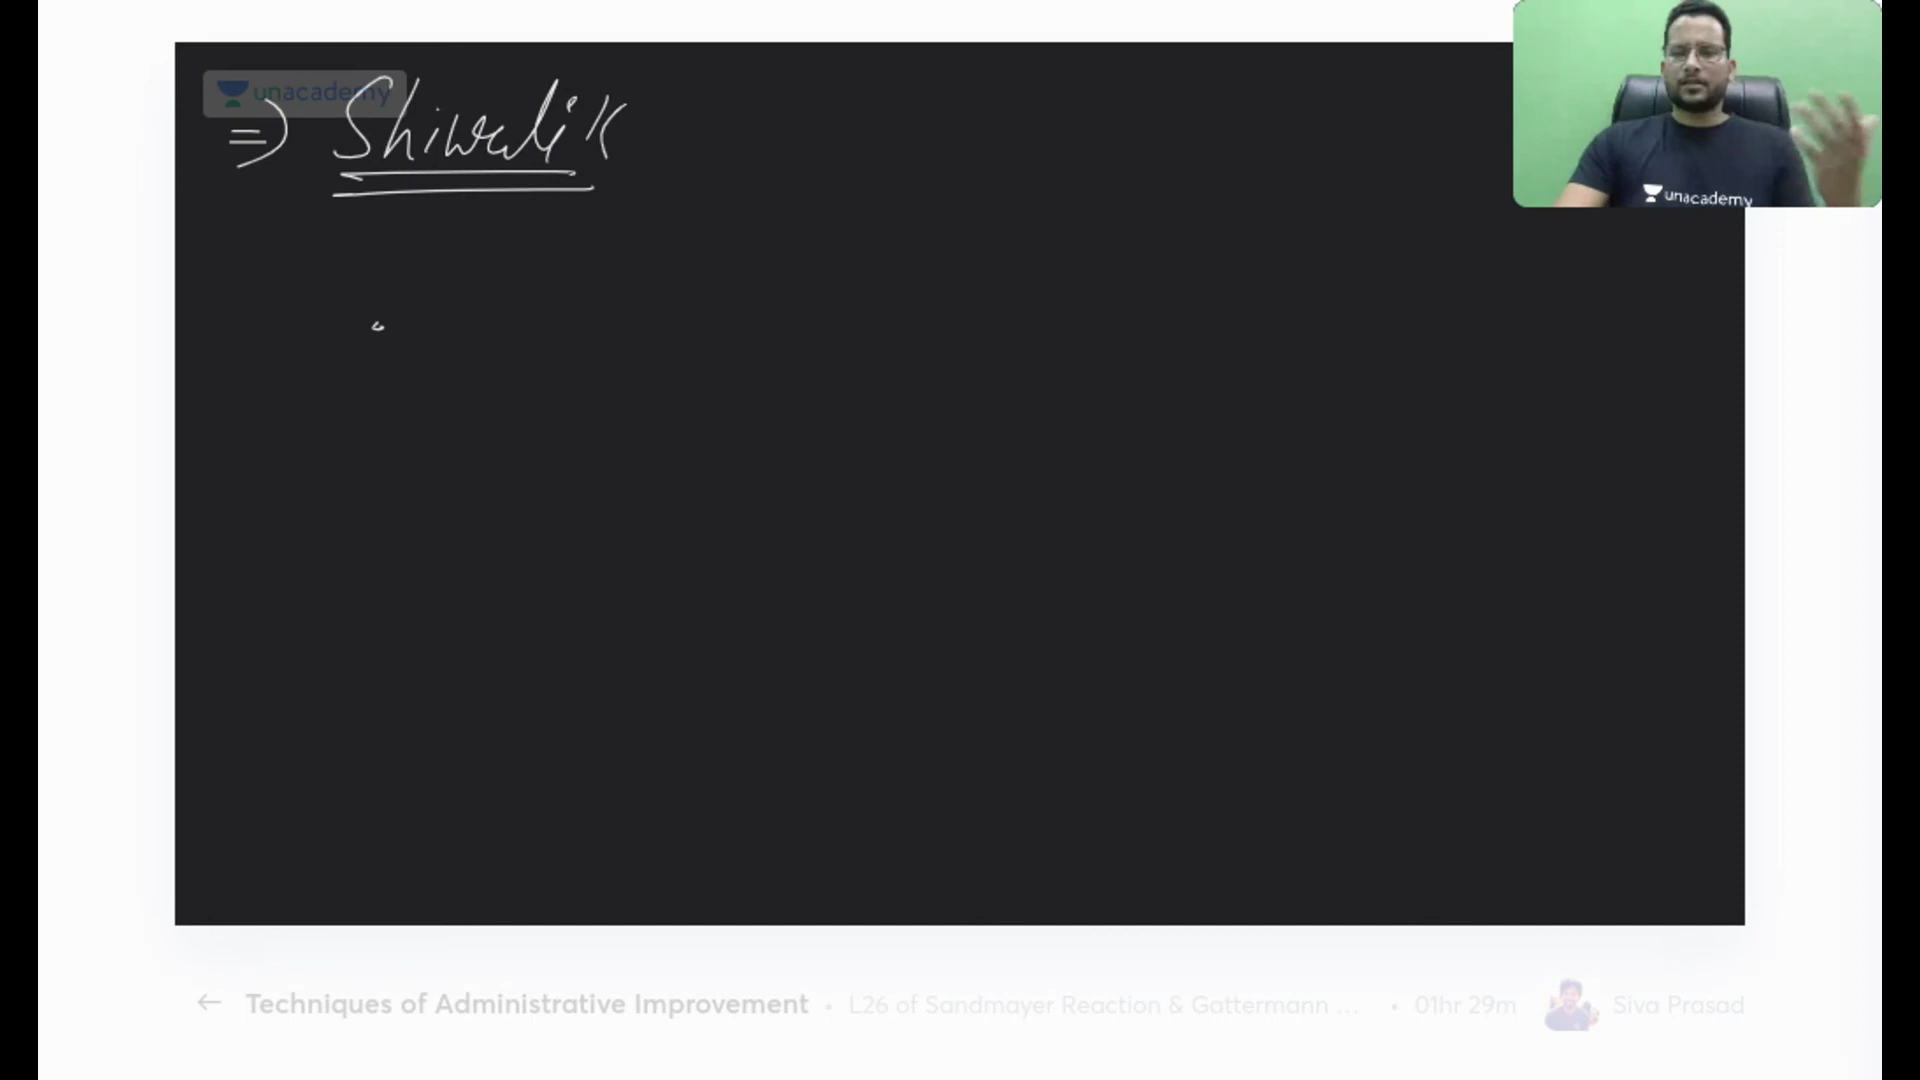 unacademy
=> Shiwalik
unacademy
← Techniques of Administrative Improvement • L26 of Sandmayer Reaction & Gattermann ... • 01hr 29m Siva Prasad